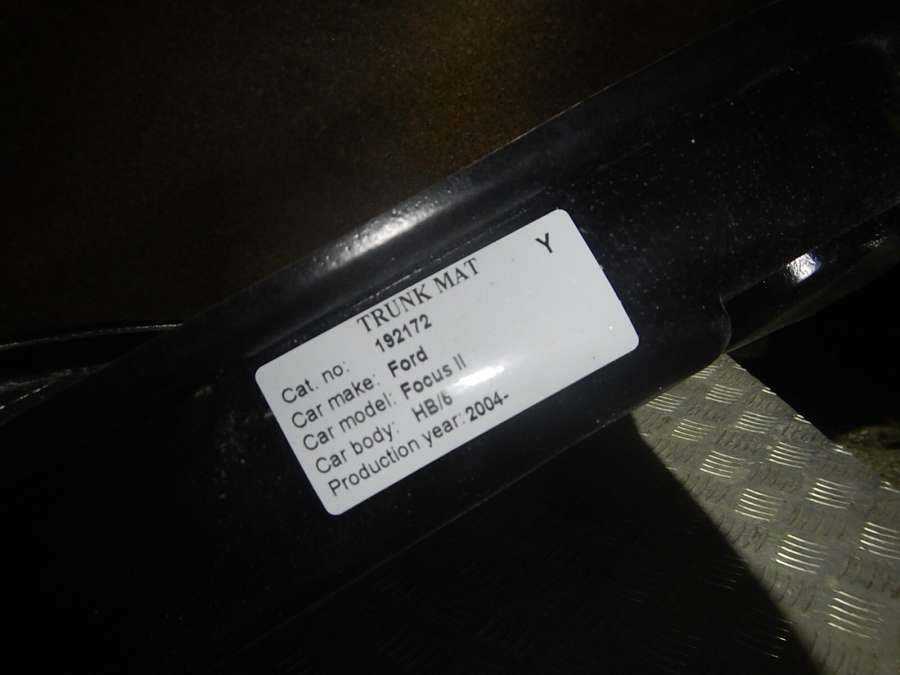 TRUNK MAT Y
Cat. no: 192172
Car make: Ford
Car model: Focus II
Car body: HB/5
Production year: 2004-